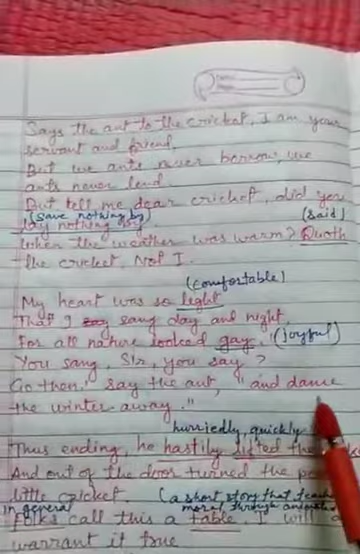 Says the ant to the cricket, I am your
servant and friend,
But we ants never borrow, we
ants never lend.
But tell me dear cricket, did you
(save nothing by) (said)
lay nothing by
When the weather was warm? Quoth
the cricket, Not I.
(comfortable)
My heart was so light
That I sang day and night
For all nature looked gay." (joyful)
You sang, Sir, you say?
Go then," say the ant, "and dance
the winter away."
hurriedly, quickly
Thus ending, he hastily lifted the
And out of the door turned the
little cricket. (a short story that teach
in general moral through animals
Folks call this a fable. I will
warrant it true